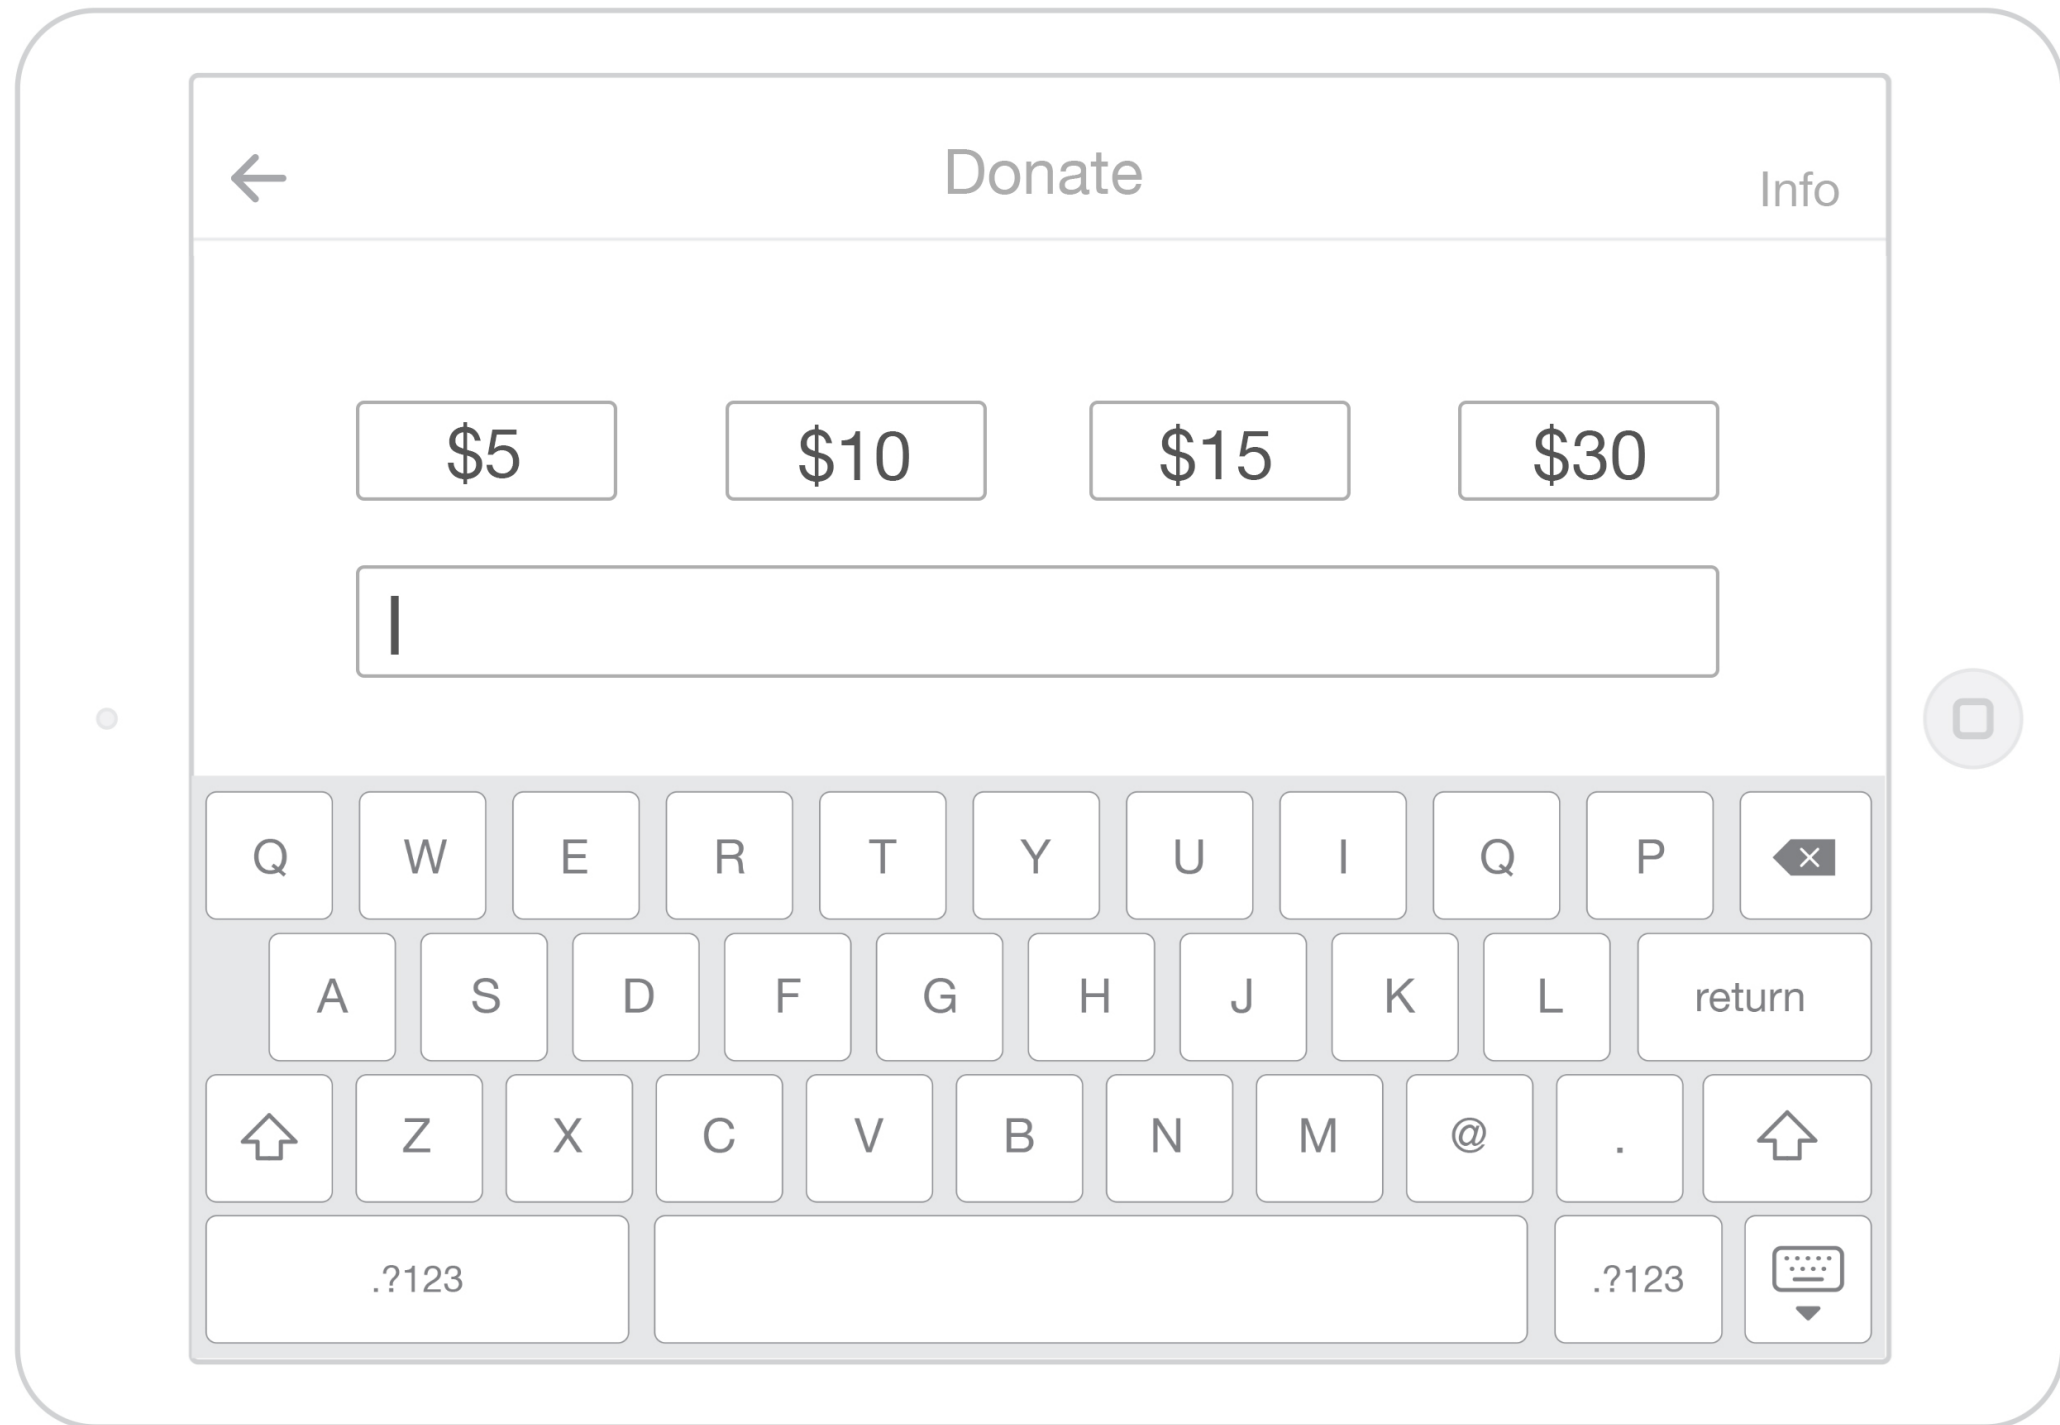 Donate
Info
$5 $10 $15 $30
Q W E R T Y U I Q P
A S D F G H J K L return
Z X C V B N M @ .
.?123 .?123